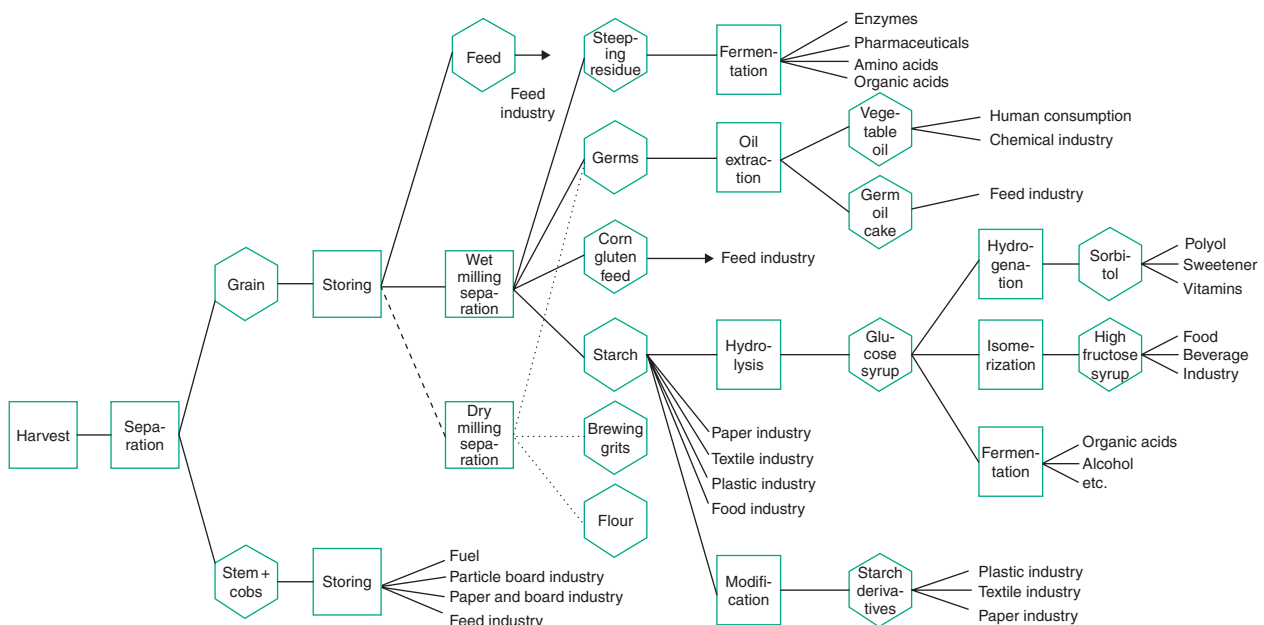 Harvest
Sepa-
ration
Grain
Storing
Stem +
cobs
Storing
Fuel
Particle board industry
Paper and board industry
Feed industry
Feed
Feed
industry
Wet
milling
sepa-
ration
Dry
milling
sepa-
ration
Steep-
ing
residue
Fermen-
tation
Enzymes
Pharmaceuticals
Amino acids
Organic acids
Germs
Oil
extrac-
tion
Vege-
table
oil
Human consumption
Chemical industry
Germ
oil
cake
Feed industry
Corn
gluten
feed
Feed industry
Starch
Hydro-
lysis
Glu-
cose
syrup
Hydro-
genation
Sorbi-
tol
Polyol
Sweetener
Vitamins
Isome-
rization
High
fructose
syrup
Food
Beverage
Industry
Fermen-
tation
Organic acids
Alcohol
etc.
Paper industry
Textile industry
Plastic industry
Food industry
Brewing
grits
Flour
Modifi-
cation
Starch
deriva-
tives
Plastic industry
Textile industry
Paper industry